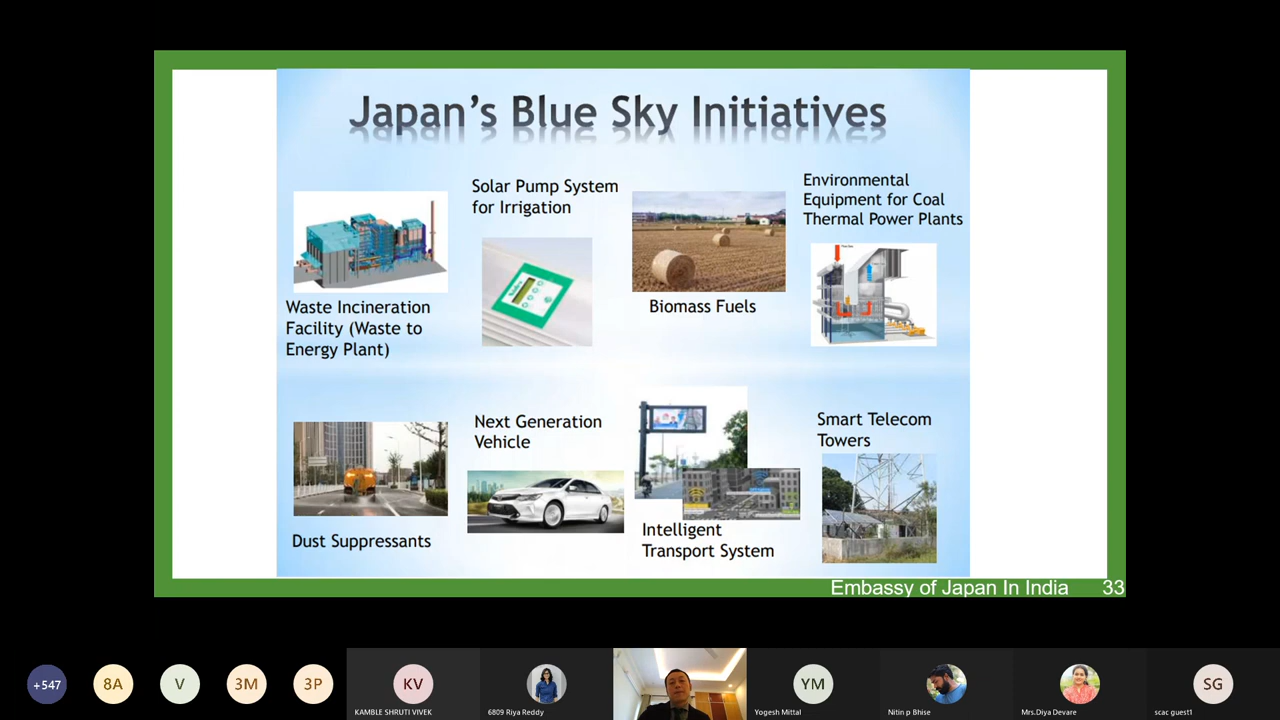 Japan's Blue Sky Initiatives
Waste Incineration
Facility (Waste to
Energy Plant)
Solar Pump System
for Irrigation
Biomass Fuels
Environmental
Equipment for Coal
Thermal Power Plants
Dust Suppressants
Next Generation
Vehicle
Intelligent
Transport System
Smart Telecom
Towers
Embassy of Japan In India 33
+547
8A
V
3M
3P
KV
KAMBLE SHRUTI VIVEK
6809 Riya Reddy
YM
Yogesh Mittal
Nitin p Bhise
Mrs.Diya Devare
SG
scac guest1